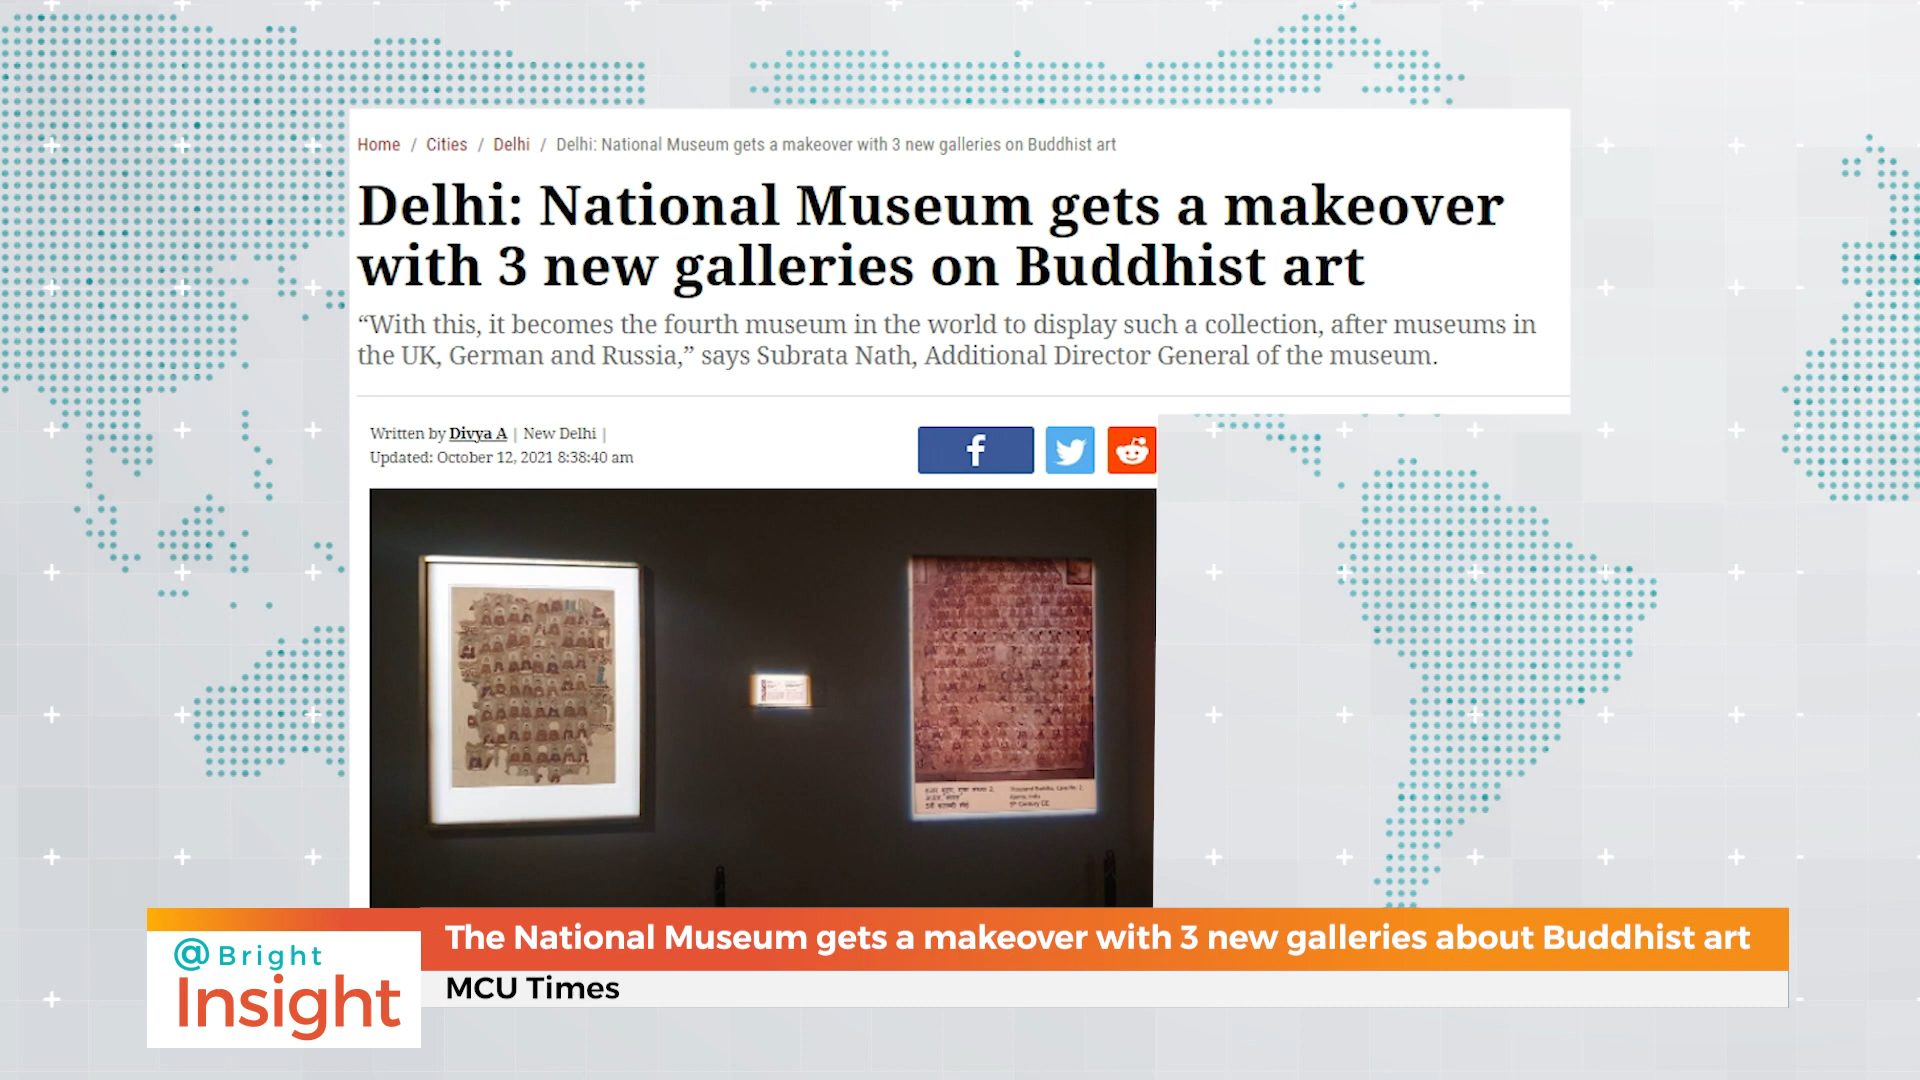 Home / Cities / Delhi / Delhi: National Museum gets a makeover with 3 new galleries on Buddhist art
Delhi: National Museum gets a makeover
with 3 new galleries on Buddhist art
“With this, it becomes the fourth museum in the world to display such a collection, after museums in
the UK, German and Russia,” says Subrata Nath, Additional Director General of the museum.
Written by Divya A | New Delhi |
Updated: October 12, 2021 8:38:40 am
The National Museum gets a makeover with 3 new galleries about Buddhist art
@Bright
Insight
MCU Times